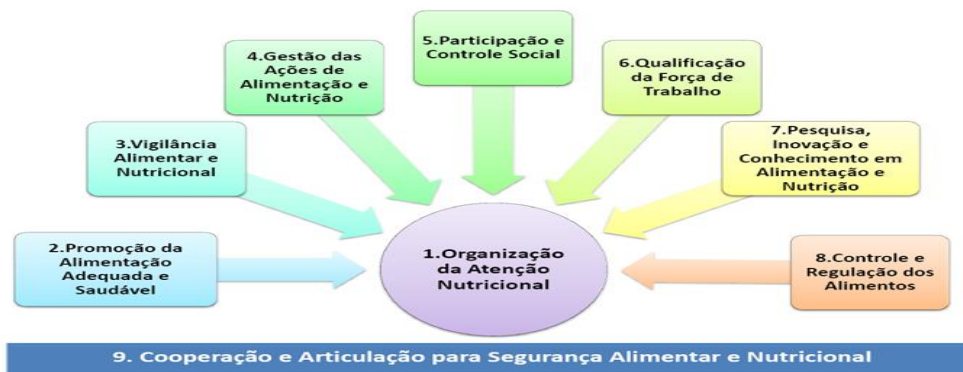 5.Participação e
Controle Social
4.Gestão das
Ações de
Alimentação e
Nutrição
6.Qualificação
da Força de
Trabalho
3.Vigilância
Alimentar e
Nutricional
7.Pesquisa,
Inovação e
Conhecimento em
Alimentação e
Nutrição
2.Promoção da
Alimentação
Adequada e
Saudável
1.Organização
da Atenção
Nutricional
8.Controle e
Regulação dos
Alimentos
9. Cooperação e Articulação para Segurança Alimentar e Nutricional